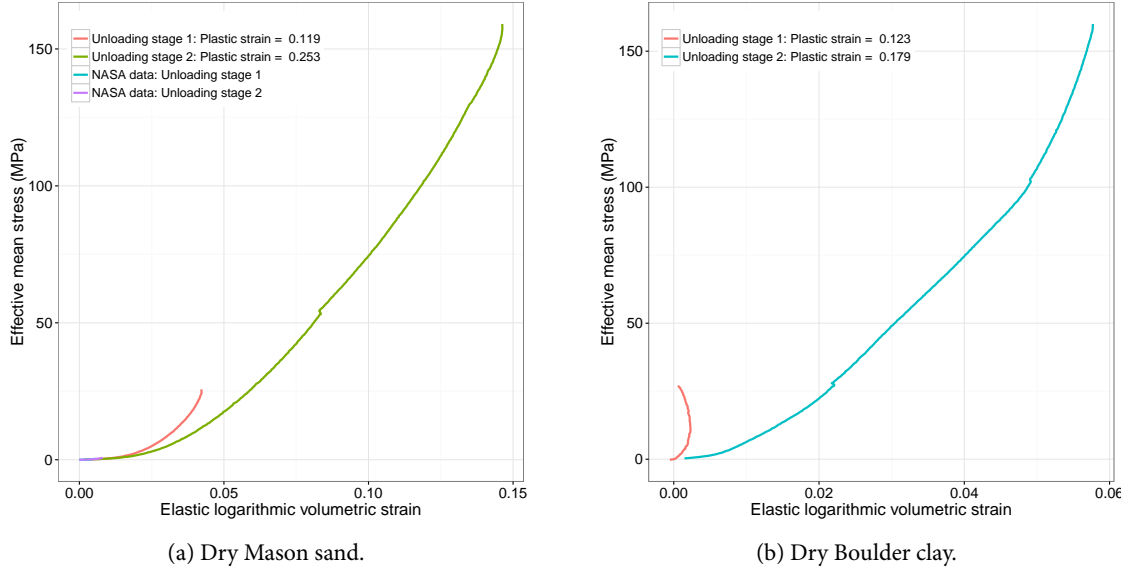 Effective mean stress (MPa)
150
100
50
0
Unloading stage 1: Plastic strain = 0.119
Unloading stage 2: Plastic strain = 0.253
NASA data: Unloading stage 1
NASA data: Unloading stage 2
0.00 0.05 0.10 0.15
Elastic logarithmic volumetric strain
(a) Dry Mason sand.
Effective mean stress (MPa)
150
100
50
0
Unloading stage 1: Plastic strain = 0.123
Unloading stage 2: Plastic strain = 0.179
0.00 0.02 0.04 0.06
Elastic logarithmic volumetric strain
(b) Dry Boulder clay.